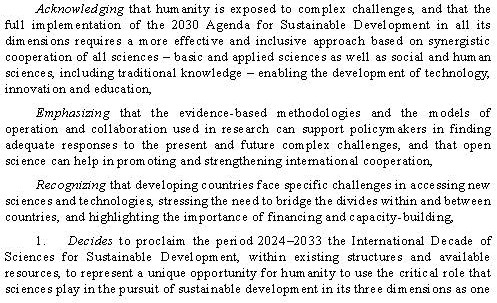 Acknowledging that humanity is exposed to complex challenges, and that the
full implementation of the 2030 Agenda for Sustainable Development in all its
dimensions requires a more effective and inclusive approach based on synergistic
cooperation of all sciences – basic and applied sciences as well as social and human
sciences, including traditional knowledge – enabling the development of technology,
innovation and education,
Emphasizing that the evidence-based methodologies and the models of
operation and collaboration used in research can support policymakers in finding
adequate responses to the present and future complex challenges, and that open
science can help in promoting and strengthening international cooperation,
Recognizing that developing countries face specific challenges in accessing new
sciences and technologies, stressing the need to bridge the divides within and between
countries, and highlighting the importance of financing and capacity-building,
1. Decides to proclaim the period 2024–2033 the International Decade of
Sciences for Sustainable Development, within existing structures and available
resources, to represent a unique opportunity for humanity to use the critical role that
sciences play in the pursuit of sustainable development in its three dimensions as one